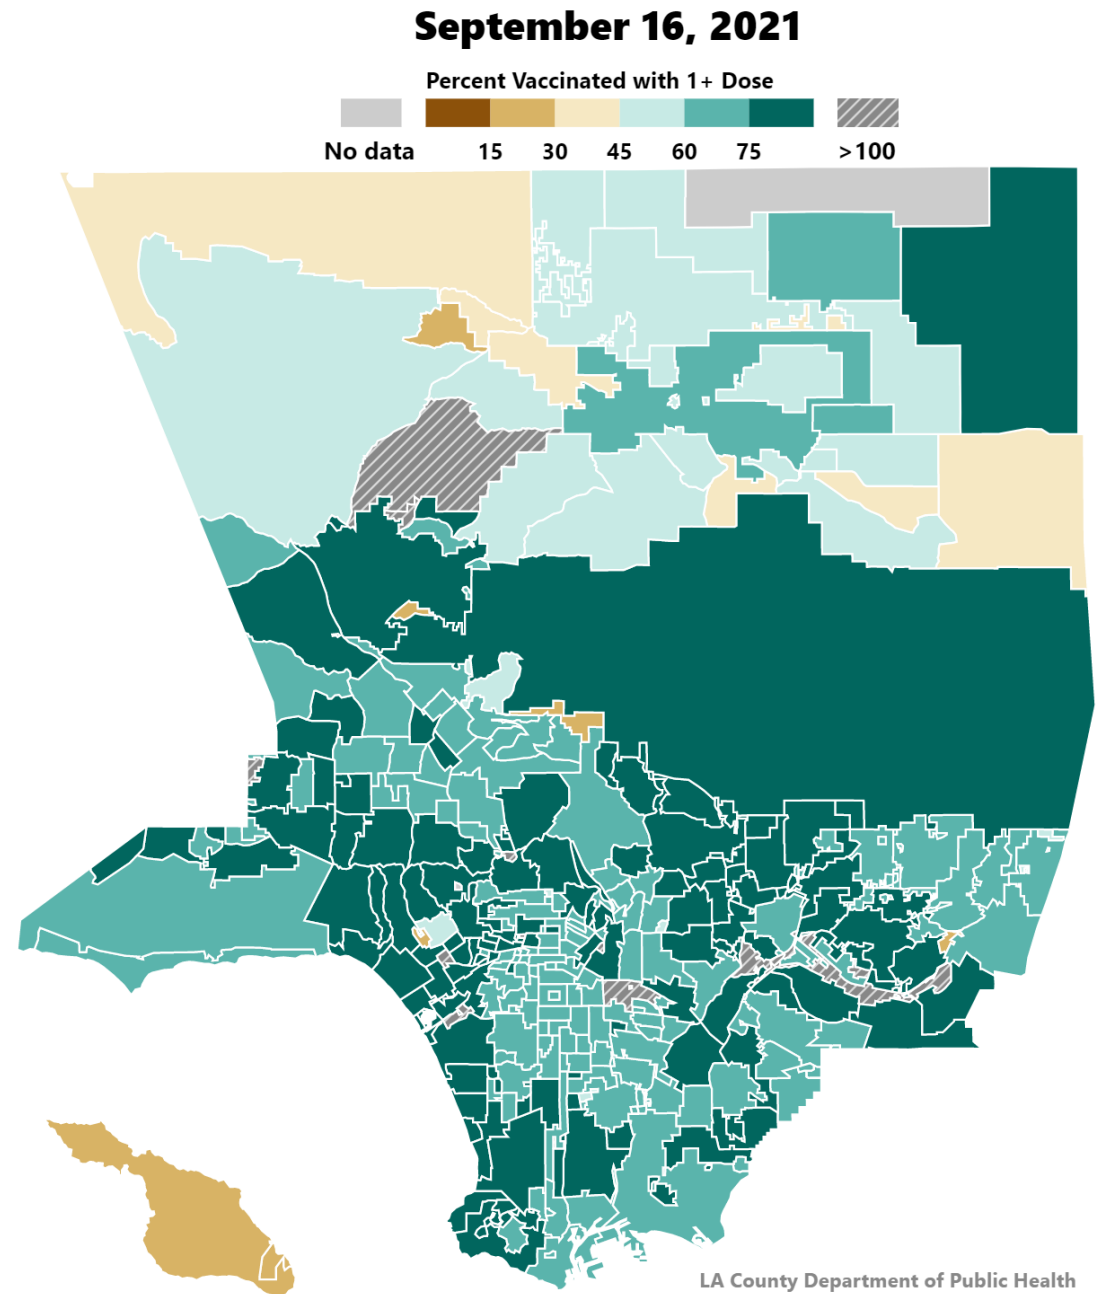 September 16, 2021
Percent Vaccinated with 1+ Dose
No data 15 30 45 60 75 >100
LA County Department of Public Health